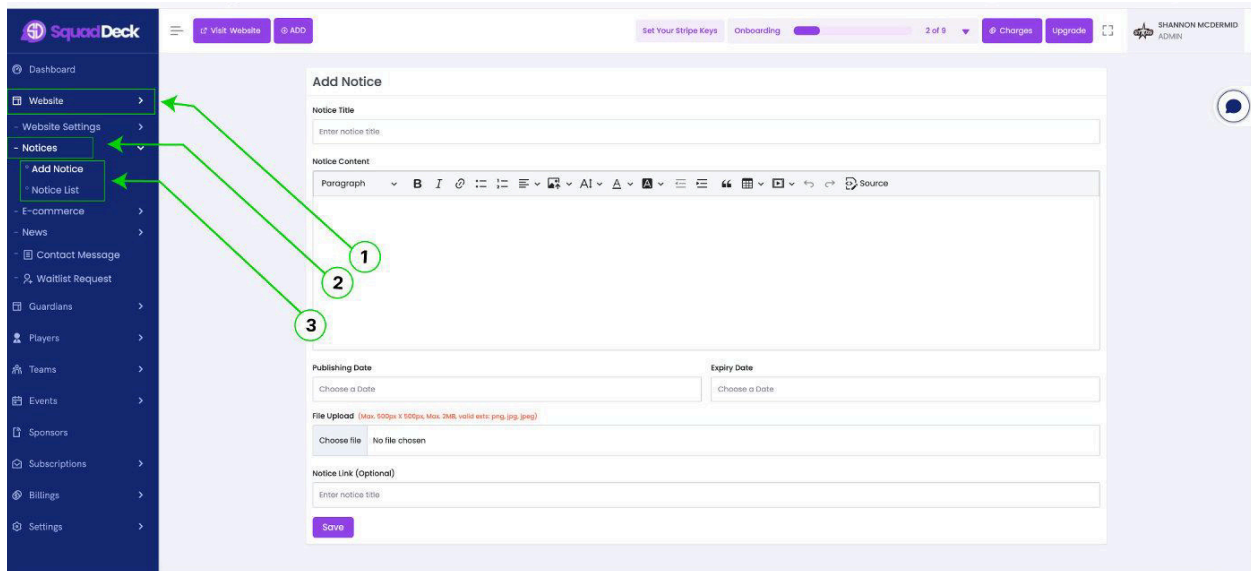 SquadDeck
Visit Website
ADD
Set Your Stripe Keys
Onboarding
2 of 9
Charges
Upgrade
SHANNON MCDERMID
ADMIN
Dashboard
Website
- Website Settings
- Notices
* Add Notice
* Notice List
- E-commerce
- News
- Contact Message
- Waitlist Request
Guardians
Players
Teams
Events
Sponsors
Subscriptions
Billings
Settings
Add Notice
Notice Title
Enter notice title
Notice Content
Paragraph
Source
1
2
3
Publishing Date
Expiry Date
Choose a Date
Choose a Date
File Upload (Max. 500px X 500px, Max. 2MB, valid exts: png, jpg, jpeg)
Choose file No file chosen
Notice Link (Optional)
Enter notice title
Save